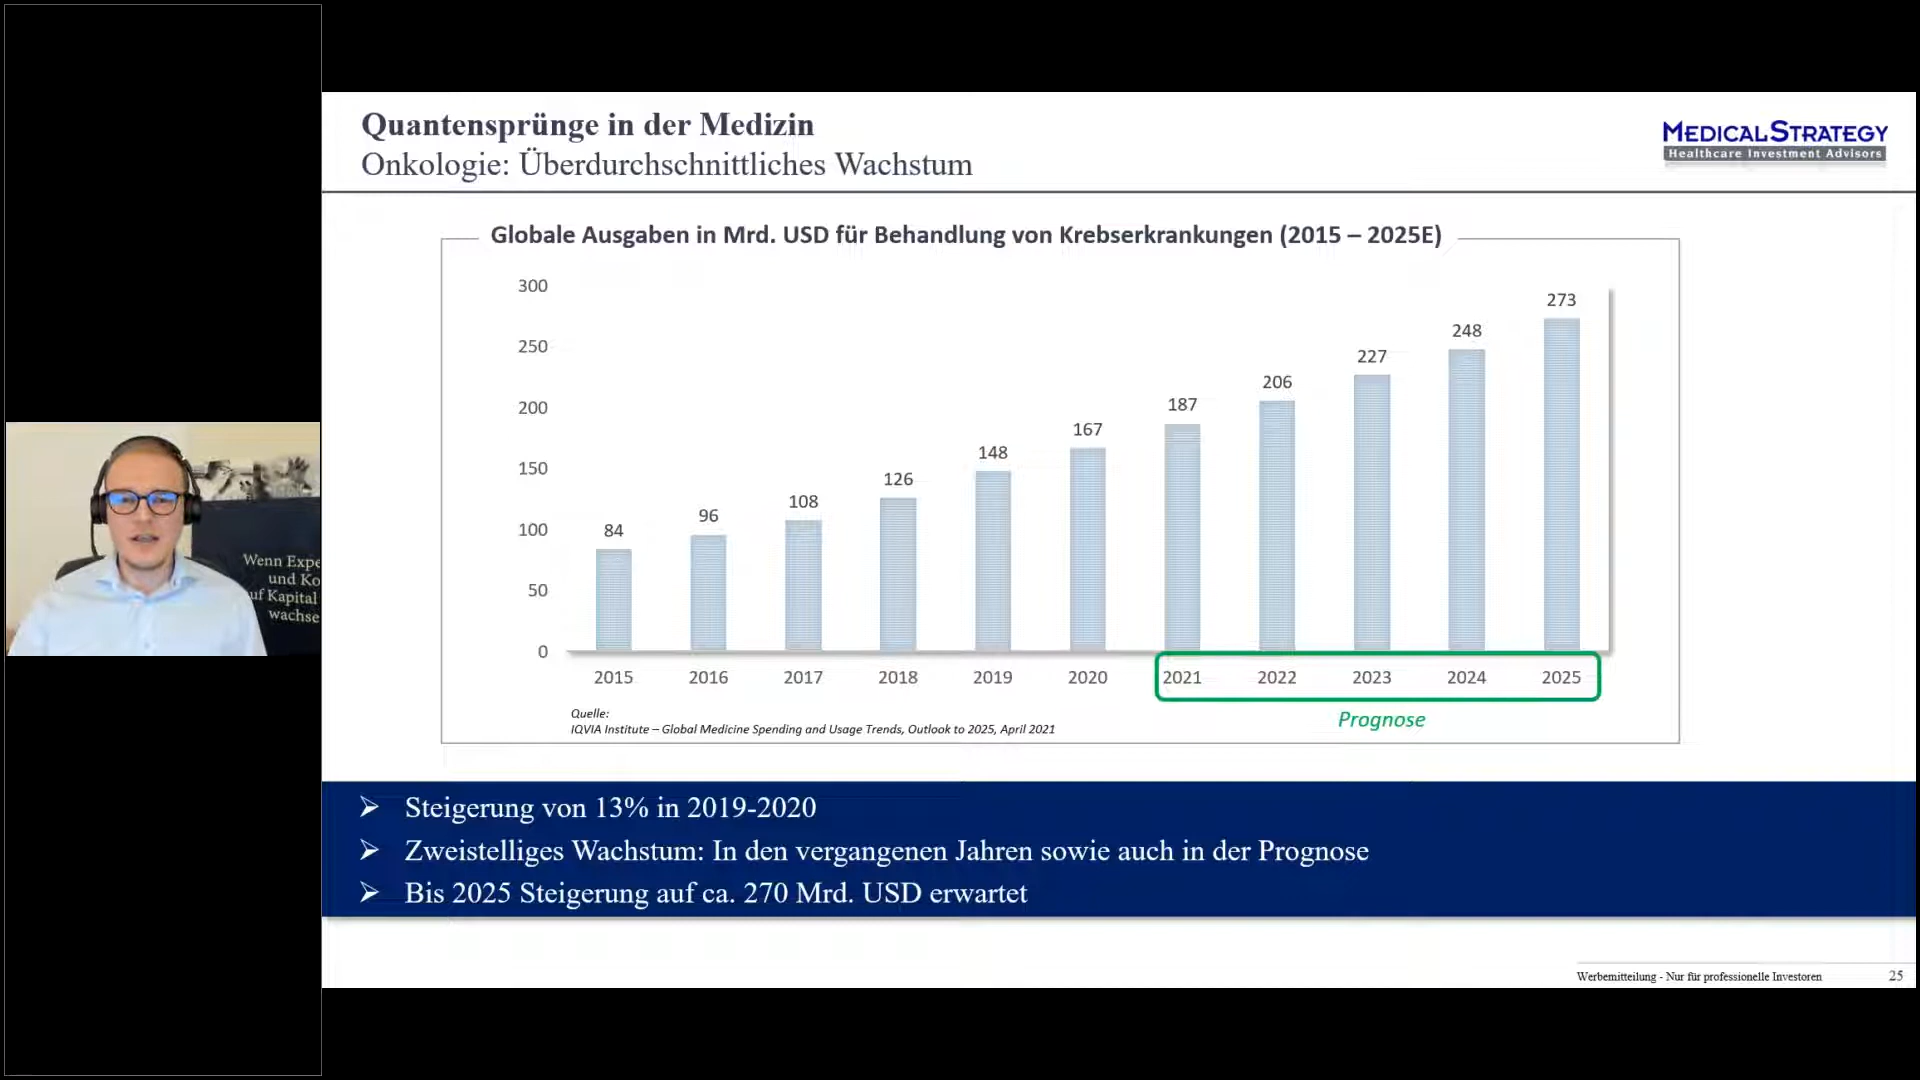 Quantensprünge in der Medizin
Onkologie: Überdurchschnittliches Wachstum
MEDICALSTRATEGY
Healthcare Investment Advisors
Globale Ausgaben in Mrd. USD für Behandlung von Krebserkrankungen (2015 – 2025E)
300
250
200
150
100
50
0
84
96
108
126
148
167
187
206
227
248
273
2015 2016 2017 2018 2019 2020 2021 2022 2023 2024 2025
Prognose
Quelle:
IQVIA Institute – Global Medicine Spending and Usage Trends, Outlook to 2025, April 2021
➢ Steigerung von 13% in 2019-2020
➢ Zweistelliges Wachstum: In den vergangenen Jahren sowie auch in der Prognose
➢ Bis 2025 Steigerung auf ca. 270 Mrd. USD erwartet
Werbemitteilung - Nur für professionelle Investoren
25
Wenn Expe
und Ko
uf Kapital
wachse